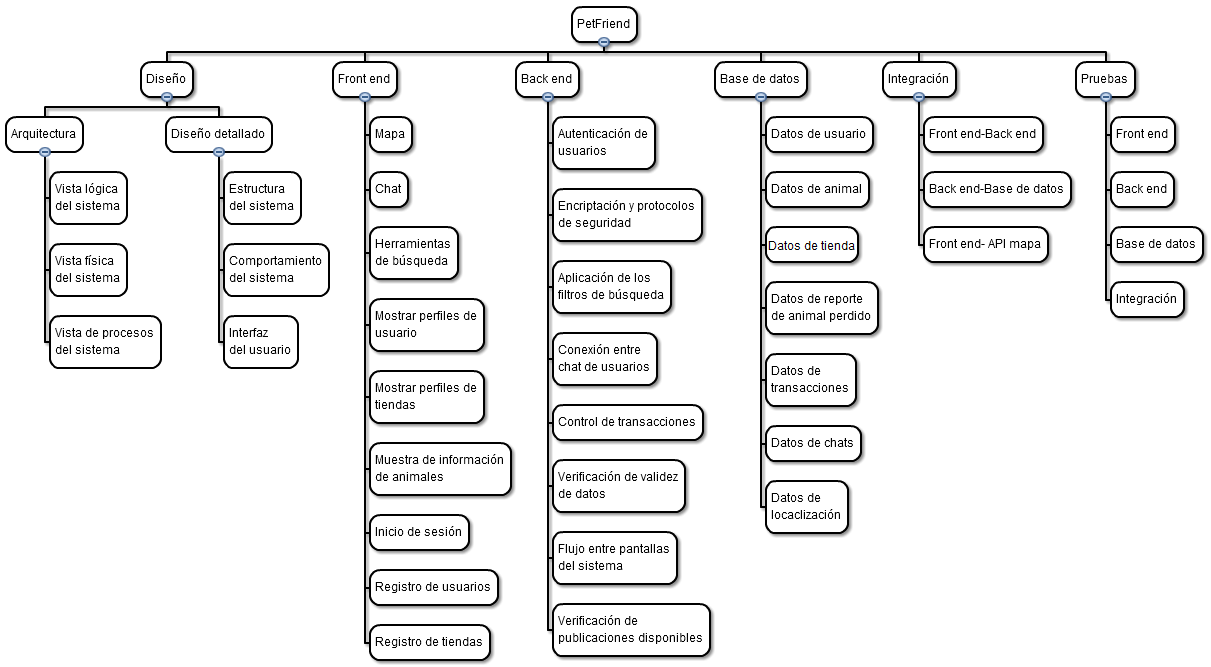 PetFriend
Diseño
Front end
Back end
Base de datos
Integración
Pruebas
Arquitectura
Diseño detallado
Vista lógica
del sistema
Vista física
del sistema
Vista de procesos
del sistema
Estructura
del sistema
Comportamiento
del sistema
Interfaz
del usuario
Mapa
Chat
Herramientas
de búsqueda
Mostrar perfiles de
usuario
Mostrar perfiles de
tiendas
Muestra de información
de animales
Inicio de sesión
Registro de usuarios
Registro de tiendas
Autenticación de
usuarios
Encriptación y protocolos
de seguridad
Aplicación de los
filtros de búsqueda
Conexión entre
chat de usuarios
Control de transacciones
Verificación de validez
de datos
Flujo entre pantallas
del sistema
Verificación de
publicaciones disponibles
Datos de usuario
Datos de animal
Datos de tienda
Datos de reporte
de animal perdido
Datos de
transacciones
Datos de chats
Datos de
locaclización
Front end-Back end
Back end-Base de datos
Front end- API mapa
Front end
Back end
Base de datos
Integración